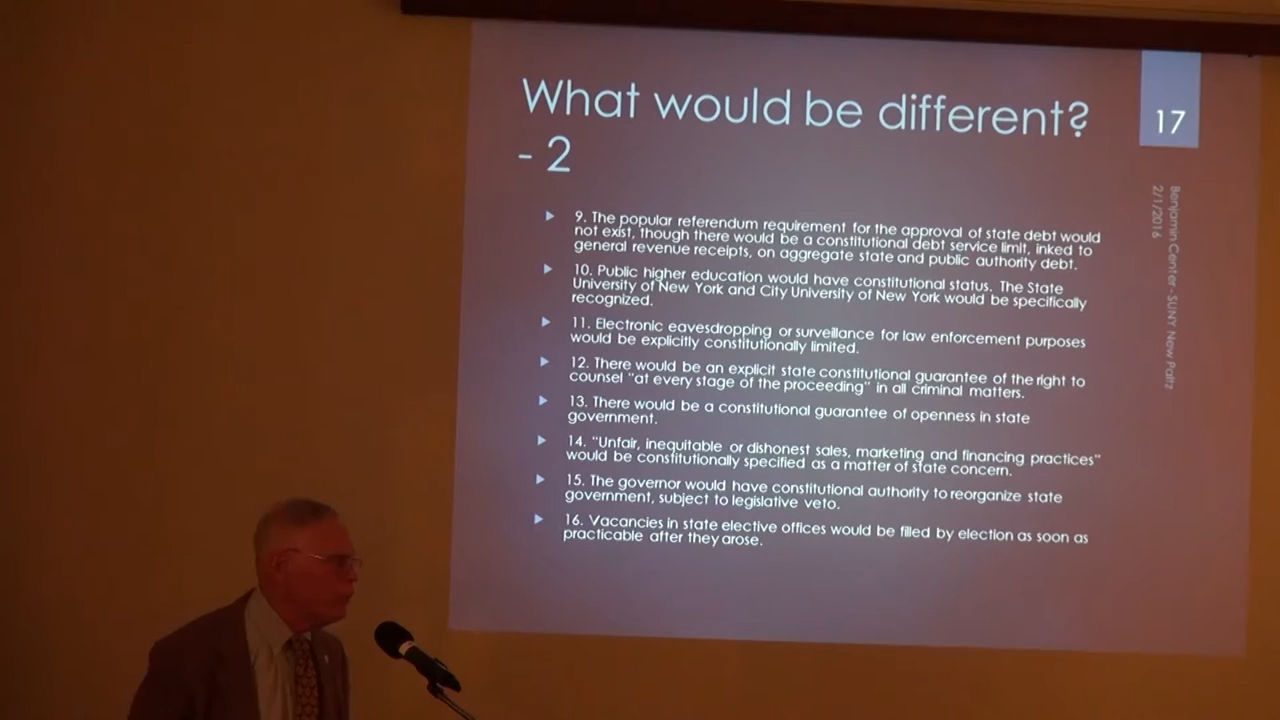 What would be different?
- 2
17
Benjamin Center - SUNY New Paltz
2/1/2016
9. The popular referendum requirement for the approval of state debt would
not exist, though there would be a constitutional debt service limit, inked to
general revenue receipts, on aggregate state and public authority debt.
10. Public higher education would have constitutional status. The State
University of New York and City University of New York would be specifically
recognized.
11. Electronic eavesdropping or surveillance for law enforcement purposes
would be explicitly constitutionally limited.
12. There would be an explicit state constitutional guarantee of the right to
counsel "at every stage of the proceeding" in all criminal matters.
13. There would be a constitutional guarantee of openness in state
government.
14. "Unfair, inequitable or dishonest sales, marketing and financing practices"
would be constitutionally specified as a matter of state concern.
15. The governor would have constitutional authority to reorganize state
government, subject to legislative veto.
16. Vacancies in state elective offices would be filled by election as soon as
practicable after they arose.